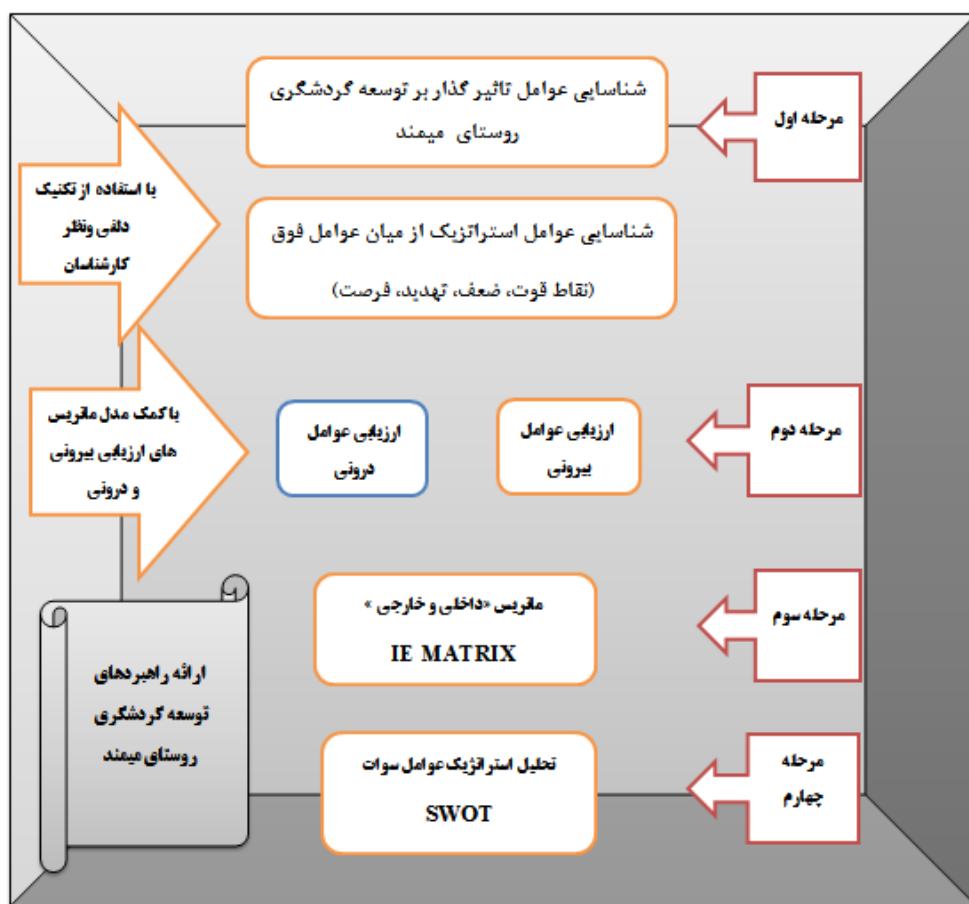 مرحله اول
شناسایی عوامل تاثیر گذار بر توسعه گردشگری
روستای میمند
با استفاده از تکنیک
دلفی ونظر
کارشناسان
شناسایی عوامل استراتزیک از میان عوامل فوق
(نقاط قوت، ضعف، تهدید، فرصت)
مرحله دوم
ارزیابی عوامل
بیرونی
ارزیابی عوامل
درونی
با کمک مدل ماتریس
های ارزیابی بیرونی
و درونی
مرحله سوم
ماتریس «داخلی و خارجی »
IE MATRIX
ارائه راهبردهای
توسعه گردشگری
روستای میمند
مرحله
چهارم
تحلیل استراتژیک عوامل سوات
SWOT